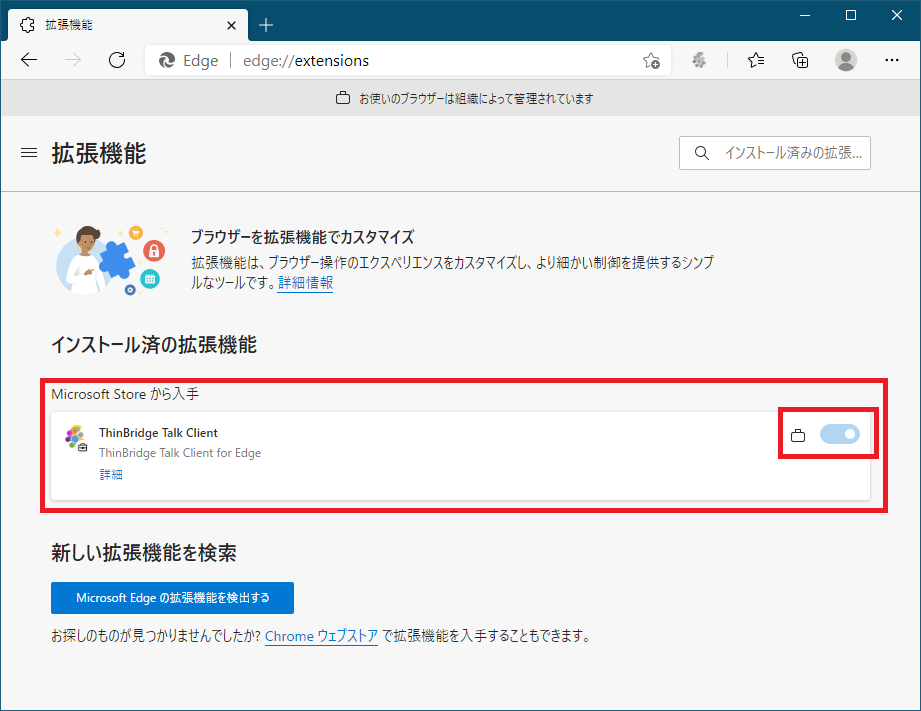 拡張機能
Edge
edge://extensions
お使いのブラウザーは組織によって管理されています
拡張機能
インストール済みの拡張...
ブラウザーを拡張機能でカスタマイズ
拡張機能は、ブラウザー操作のエクスペリエンスをカスタマイズし、より細かい制御を提供するシンプ
ルなツールです。詳細情報
インストール済の拡張機能
Microsoft Store から入手
ThinBridge Talk Client
ThinBridge Talk Client for Edge
詳細
新しい拡張機能を検索
Microsoft Edge の拡張機能を検出する
お探しのものが見つかりませんでしたか? Chrome ウェブストア で拡張機能を入手することもできます。